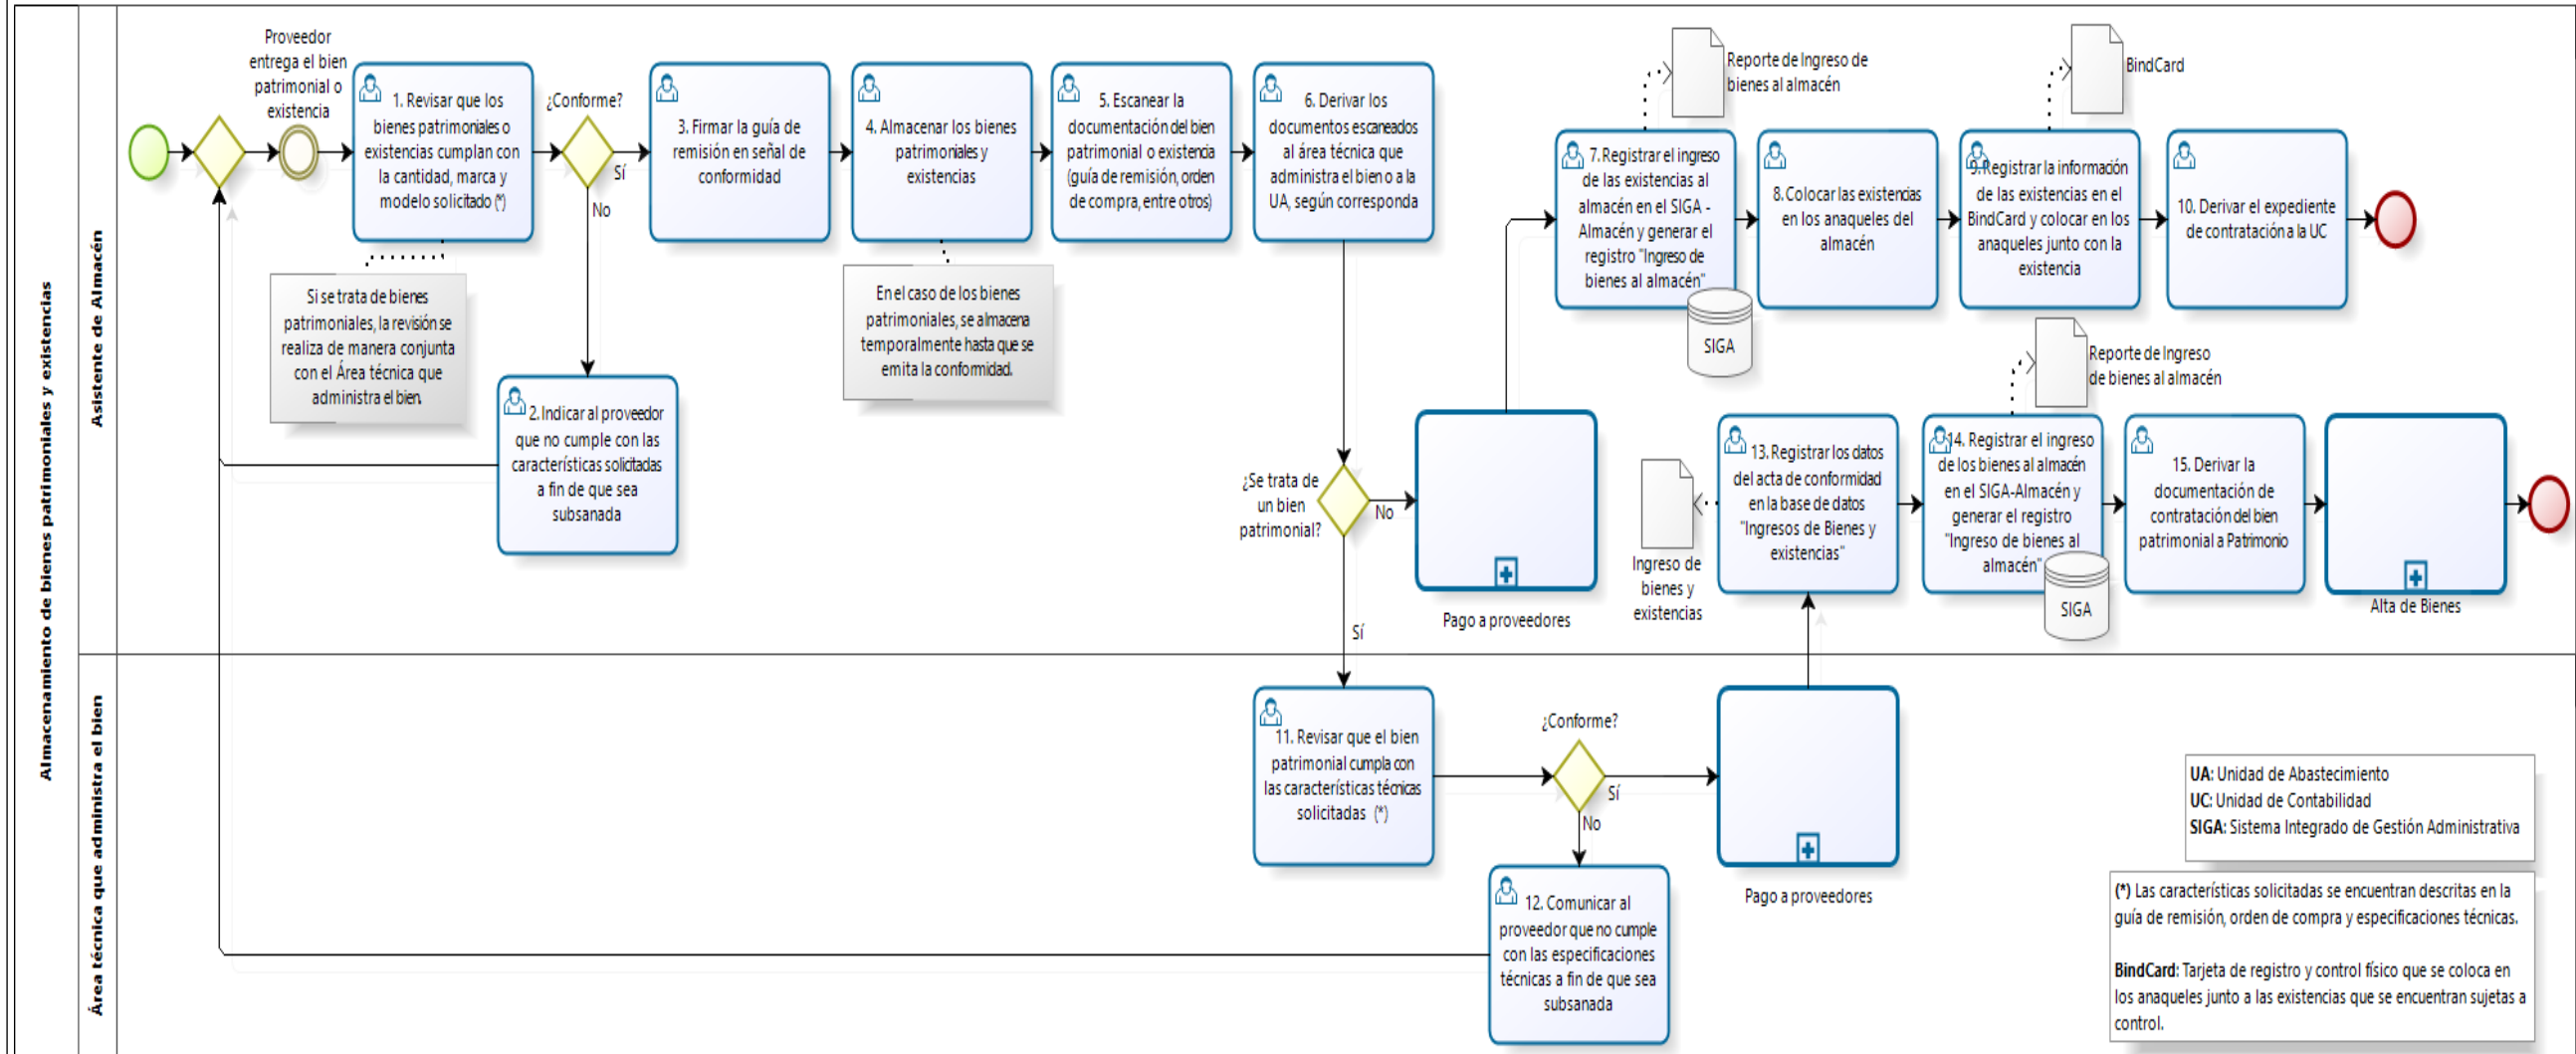 Almacenamiento de bienes patrimoniales y existencias
Asistente de Almacén
Proveedor
entrega el bien
patrimonial o
existencia
1. Revisar que los
bienes patrimoniales o
existencias cumplan con
la cantidad, marca y
modelo solicitado (*)
Si se trata de bienes
patrimoniales, la revisión se
realiza de manera conjunta
con el Área técnica que
administra el bien.
¿Conforme?
Sí
No
2. Indicar al proveedor
que no cumple con las
características solicitadas
a fin de que sea
subsanada
3. Firmar la guía de
remisión en señal de
conformidad
4. Almacenar los bienes
patrimoniales y
existencias
En el caso de los bienes
patrimoniales, se almacena
temporalmente hasta que se
emita la conformidad.
5. Escanear la
documentación del bien
patrimonial o existencia
(guía de remisión, orden
de compra, entre otros)
6. Derivar los
documentos escaneados
al área técnica que
administra el bien o a la
UA, según corresponda
¿Se trata de
un bien
patrimonial?
No
Sí
Pago a proveedores
7. Registrar el ingreso
de las existencias al
almacén en el SIGA -
Almacén y generar el
registro "Ingreso de
bienes al almacén"
SIGA
Reporte de Ingreso de
bienes al almacén
8. Colocar las existencias
en los anaqueles del
almacén
9. Registrar la información
de las existencias en el
BindCard y colocar en los
anaqueles junto con la
existencia
BindCard
10. Derivar el expediente
de contratación a la UC
Ingreso de
bienes y
existencias
13. Registrar los datos
del acta de conformidad
en la base de datos
"Ingresos de Bienes y
existencias"
14. Registrar el ingreso
de los bienes al almacén
en el SIGA-Almacén y
generar el registro
"Ingreso de bienes al
almacén"
SIGA
Reporte de Ingreso
de bienes al almacén
15. Derivar la
documentación de
contratación del bien
patrimonial a Patrimonio
Alta de Bienes
Área técnica que administra el bien
11. Revisar que el bien
patrimonial cumpla con
las características técnicas
solicitadas (*)
¿Conforme?
Sí
No
12. Comunicar al
proveedor que no cumple
con las especificaciones
técnicas a fin de que sea
subsanada
Pago a proveedores
UA: Unidad de Abastecimiento
UC: Unidad de Contabilidad
SIGA: Sistema Integrado de Gestión Administrativa
(*) Las características solicitadas se encuentran descritas en la
guía de remisión, orden de compra y especificaciones técnicas.
BindCard: Tarjeta de registro y control físico que se coloca en
los anaqueles junto a las existencias que se encuentran sujetas a
control.